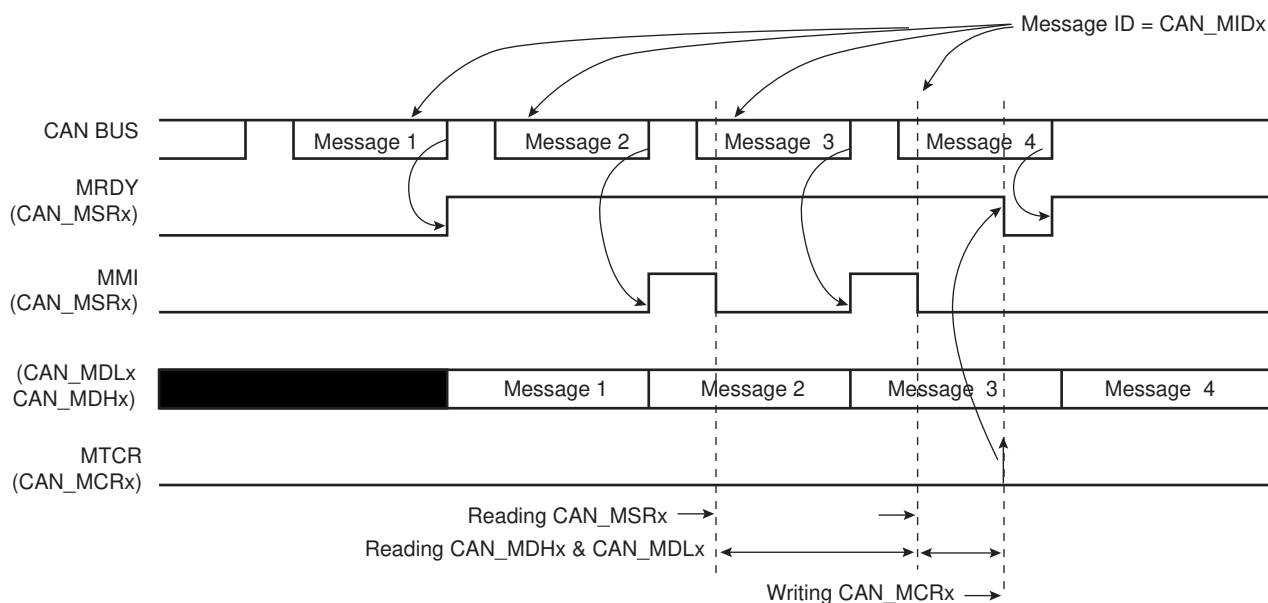 Message ID = CAN_MIDx
CAN BUS
Message 1
Message 2
Message 3
Message 4
MRDY
(CAN_MSRx)
MMI
(CAN_MSRx)
(CAN_MDLx
CAN_MDHx)
Message 1
Message 2
Message 3
Message 4
MTCR
(CAN_MCRx)
Reading CAN_MSRx
Reading CAN_MDHx & CAN_MDLx
Writing CAN_MCRx